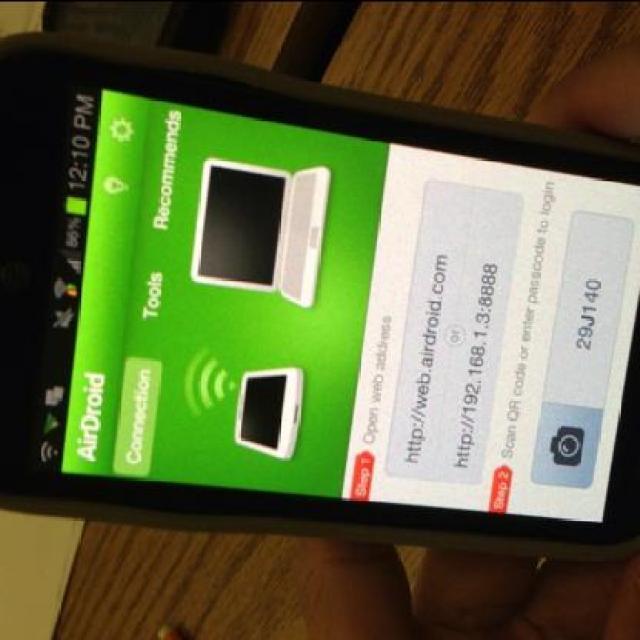 86% 12:10 PM
AirDroid
Connection Tools Recommends
Step 1 Open web address
http://web.airdroid.com
or
http://192.168.1.3:8888
Step 2 Scan QR code or enter passcode to login
29J140